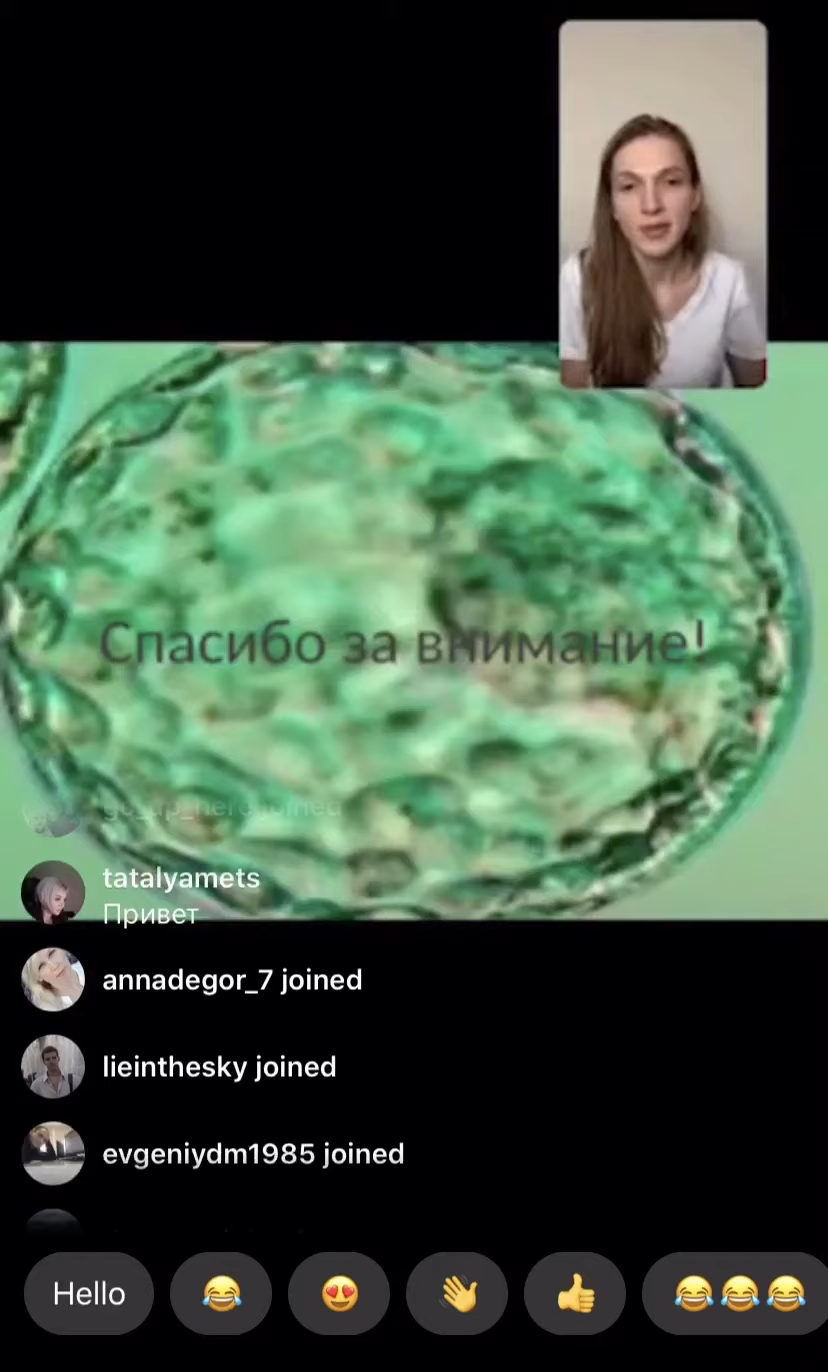 Спасибо за внимание!
tatalyamets
Привет
annadegor_7 joined
lieinthesky joined
evgeniydm1985 joined
Hello